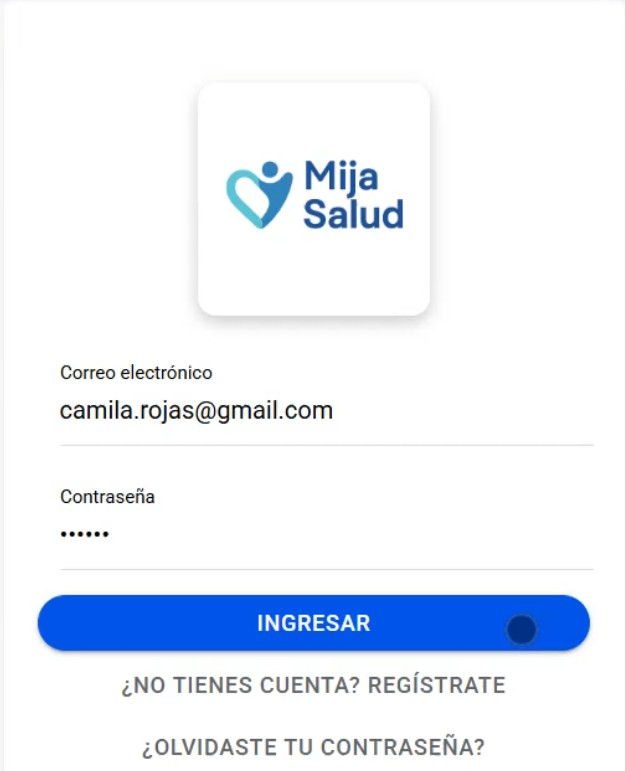 Mija
Salud
Correo electrónico
camila.rojas@gmail.com
Contraseña
••••••
INGRESAR
¿NO TIENES CUENTA? REGÍSTRATE
¿OLVIDASTE TU CONTRASEÑA?